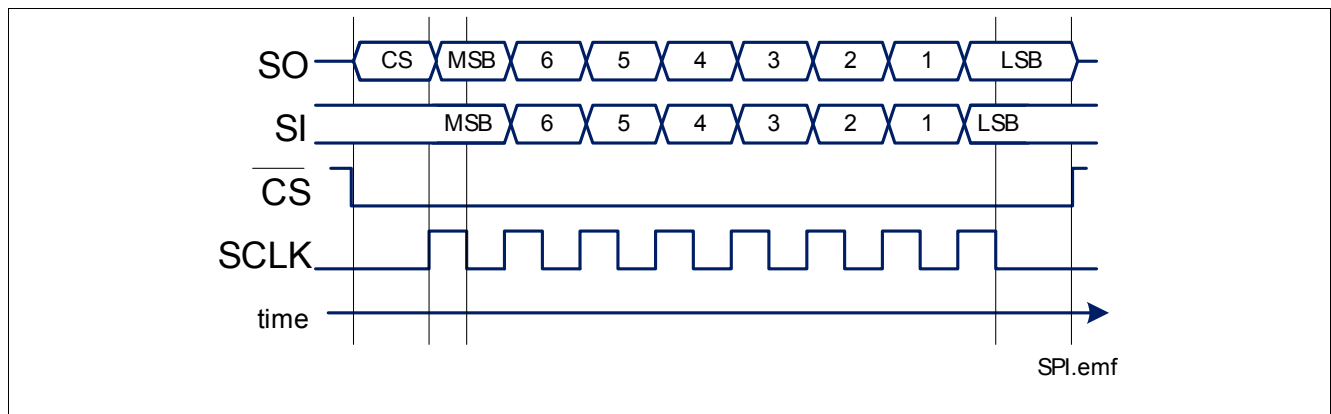 SO CS MSB 6 5 4 3 2 1 LSB
SI MSB 6 5 4 3 2 1 LSB
CS
SCLK
time
SPI.emf